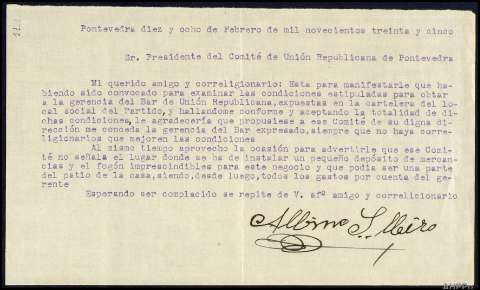 Pontevedra diez y ocho de Febrero de mil novecientos treinta y cinco
Sr. Presidente del Comité de Unión Republicana de Pontevedra
Mi querido amigo y correligionario: Esta para manifestarle que ha-
biendo sido convocado para examinar las condiciones estipuladas para obtar
a la gerencia del Bar de Unión Republicana, expuestas en la cartelera del lo-
cal social del Partido, y hallandome conforme y aceptando la totalidad de di-
chas condiciones, le agradeceria que propusiese a ese Comité de su digna di-
rección me conceda la gerencia del Bar expresado, siempre que no haya corre-
ligionarios que mejoren las condiciones
Al mismo tiempo aprovecho la ocasión para advertirle que ese Comi-
té no señala el lugar donde se ha de instalar un pequeño depósito de mercan-
cias y el fogón imprescindibles para este negocio y que podia ser una parte
del patio de la casa, siendo, desde luego, todos los gastos por cuenta del ge-
rente
Esperando ser complacido se repite de V. afº amigo y correligionario
Albino